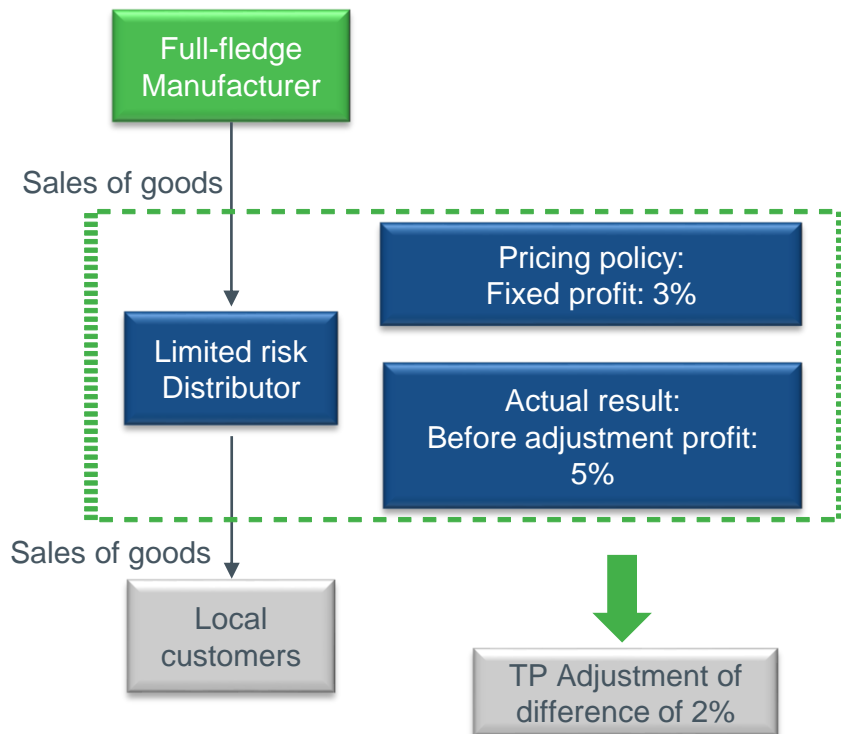 Full-fledge
Manufacturer
Sales of goods
Pricing policy:
Fixed profit: 3%
Limited risk
Distributor
Actual result:
Before adjustment profit:
5%
Sales of goods
Local
customers
TP Adjustment of
difference of 2%